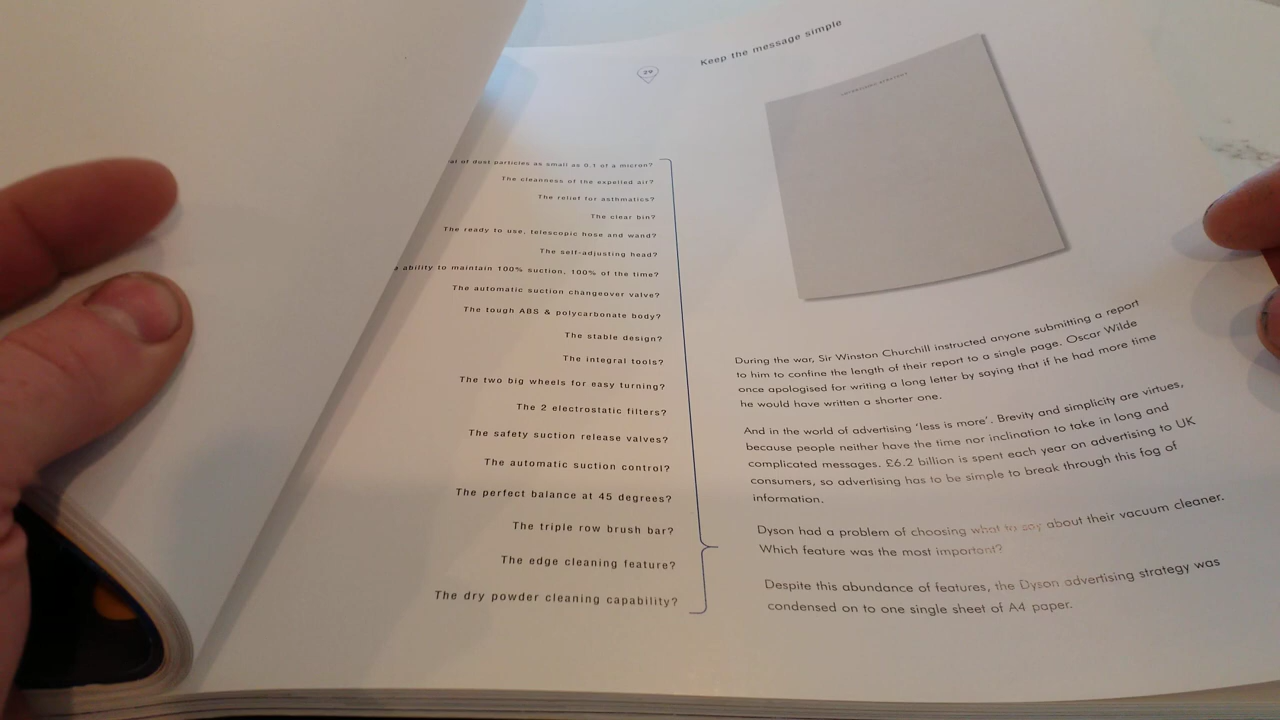 Keep the message simple
29
of dust particles as small as 0.1 of a micron?
The cleanness of the expelled air?
The relief for asthmatics?
The clear bin?
The ready to use, telescopic hose and wand?
The self-adjusting head?
ability to maintain 100% suction, 100% of the time?
The automatic suction changeover valve?
The tough ABS & polycarbonate body?
The stable design?
The integral tools?
The two big wheels for easy turning?
The 2 electrostatic filters?
The safety suction release valves?
The automatic suction control?
The perfect balance at 45 degrees?
The triple row brush bar?
The edge cleaning feature?
The dry powder cleaning capability?
During the war, Sir Winston Churchill instructed anyone submitting a report
to him to confine the length of their report to a single page. Oscar Wilde
once apologised for writing a long letter by saying that if he had more time
he would have written a shorter one.
And in the world of advertising ‘less is more’. Brevity and simplicity are virtues,
because people neither have the time nor inclination to take in long and
complicated messages. £6.2 billion is spent each year on advertising to UK
consumers, so advertising has to be simple to break through this fog of
information.
Dyson had a problem of choosing what to say about their vacuum cleaner.
Which feature was the most important?
Despite this abundance of features, the Dyson advertising strategy was
condensed on to one single sheet of A4 paper.